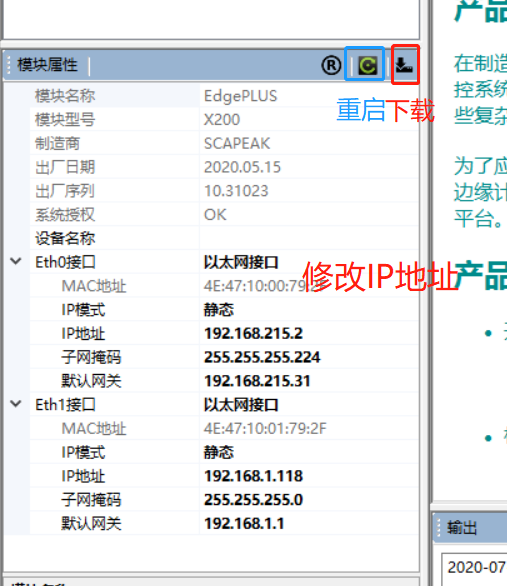 产品
模块属性
R
重启 下载
模块名称 EdgePLUS
模块型号 X200
制造商 SCAPEAK
出厂日期 2020.05.15
出厂序列 10.31023
系统授权 OK
设备名称
Eth0接口 以太网接口
修改IP地址
MAC地址 4E:47:10:00:79:2F
IP模式 静态
IP地址 192.168.215.2
子网掩码 255.255.255.224
默认网关 192.168.215.31
Eth1接口 以太网接口
MAC地址 4E:47:10:01:79:2F
IP模式 静态
IP地址 192.168.1.118
子网掩码 255.255.255.0
默认网关 192.168.1.1
在制造
控系统
些复杂
为了应
边缘计
平台。
产品
输出
2020-07